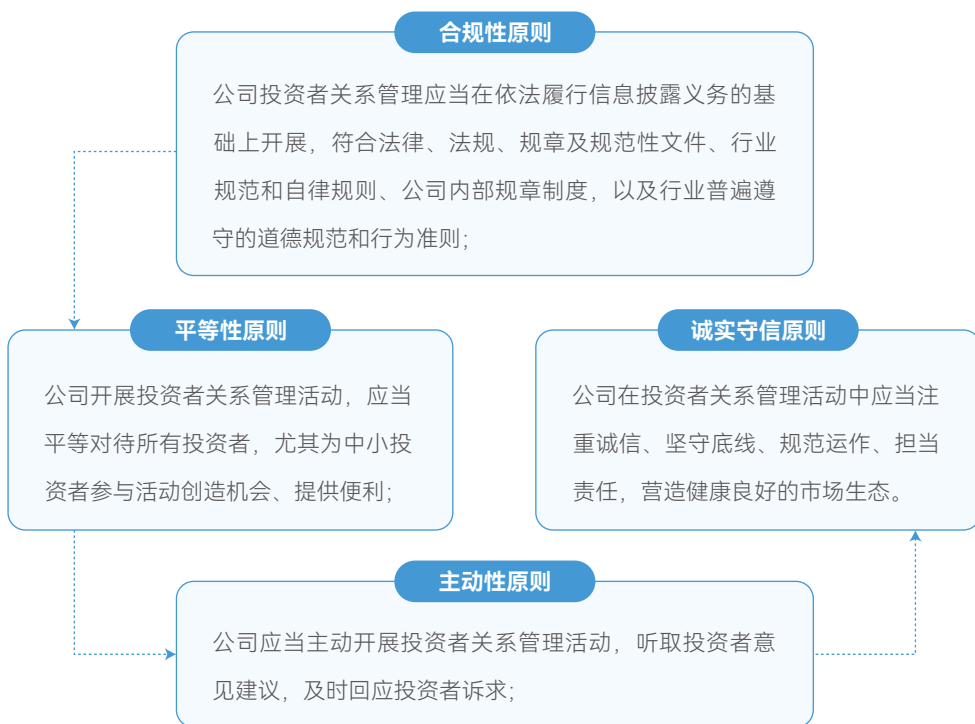 合规性原则
公司投资者关系管理应当在依法履行信息披露义务的基
础上开展，符合法律、法规、规章及规范性文件、行业
规范和自律规则、公司内部规章制度，以及行业普遍遵
守的道德规范和行为准则；
平等性原则
公司开展投资者关系管理活动，应当
平等对待所有投资者，尤其为中小投
资者参与活动创造机会、提供便利；
主动性原则
公司应当主动开展投资者关系管理活动，听取投资者意
见建议，及时回应投资者诉求；
诚实守信原则
公司在投资者关系管理活动中应当注
重诚信、坚守底线、规范运作、担当
责任，营造健康良好的市场生态。